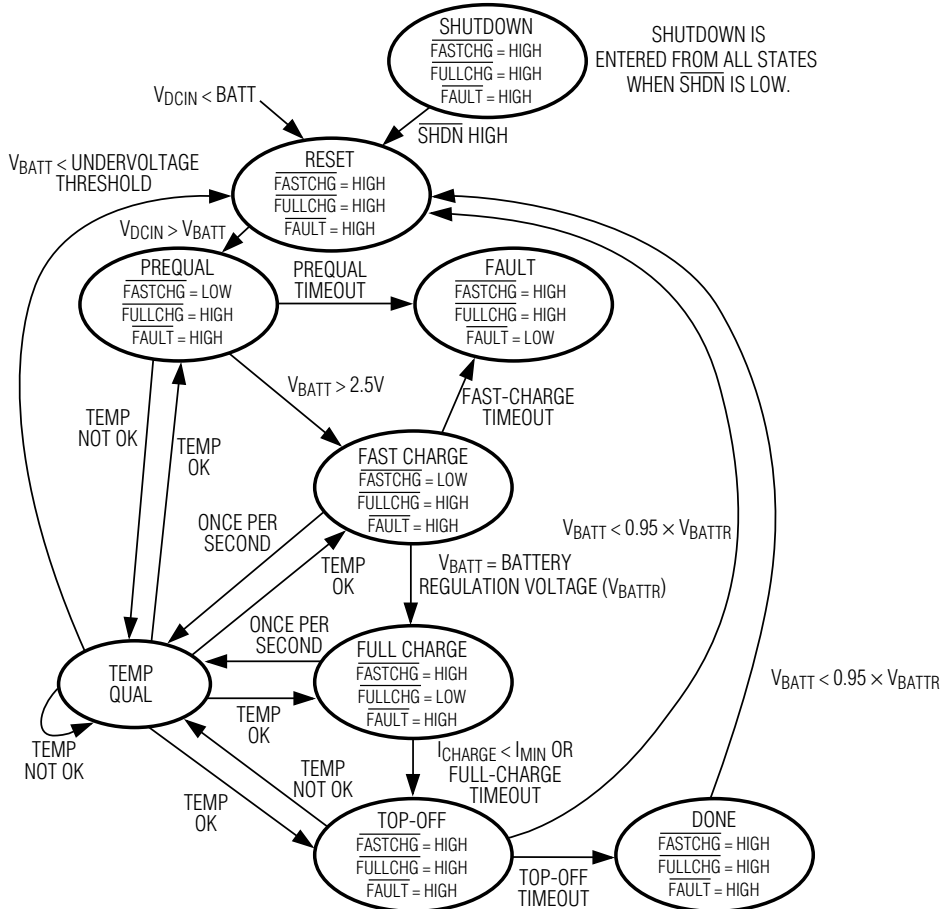 SHUTDOWN
FASTCHG = HIGH
FULLCHG = HIGH
FAULT = HIGH
SHUTDOWN IS
ENTERED FROM ALL STATES
WHEN SHDN IS LOW.
VDCIN < BATT
SHDN HIGH
VBATT < UNDERVOLTAGE
THRESHOLD
RESET
FASTCHG = HIGH
FULLCHG = HIGH
FAULT = HIGH
VDCIN > VBATT
PREQUAL
FASTCHG = LOW
FULLCHG = HIGH
FAULT = HIGH
PREQUAL
TIMEOUT
FAULT
FASTCHG = HIGH
FULLCHG = HIGH
FAULT = LOW
VBATT > 2.5V
FAST-CHARGE
TIMEOUT
TEMP
NOT OK
TEMP
OK
FAST CHARGE
FASTCHG = LOW
FULLCHG = HIGH
FAULT = HIGH
ONCE PER
SECOND
TEMP
OK
VBATT < 0.95 × VBATTR
VBATT = BATTERY
REGULATION VOLTAGE (VBATTR)
ONCE PER
SECOND
FULL CHARGE
FASTCHG = HIGH
FULLCHG = LOW
FAULT = HIGH
TEMP
QUAL
VBATT < 0.95 × VBATTR
TEMP
OK
TEMP
NOT OK
TEMP
NOT OK
ICHARGE < IMIN OR
FULL-CHARGE
TIMEOUT
TEMP
OK
TOP-OFF
FASTCHG = HIGH
FULLCHG = HIGH
FAULT = HIGH
TOP-OFF
TIMEOUT
DONE
FASTCHG = HIGH
FULLCHG = HIGH
FAULT = HIGH